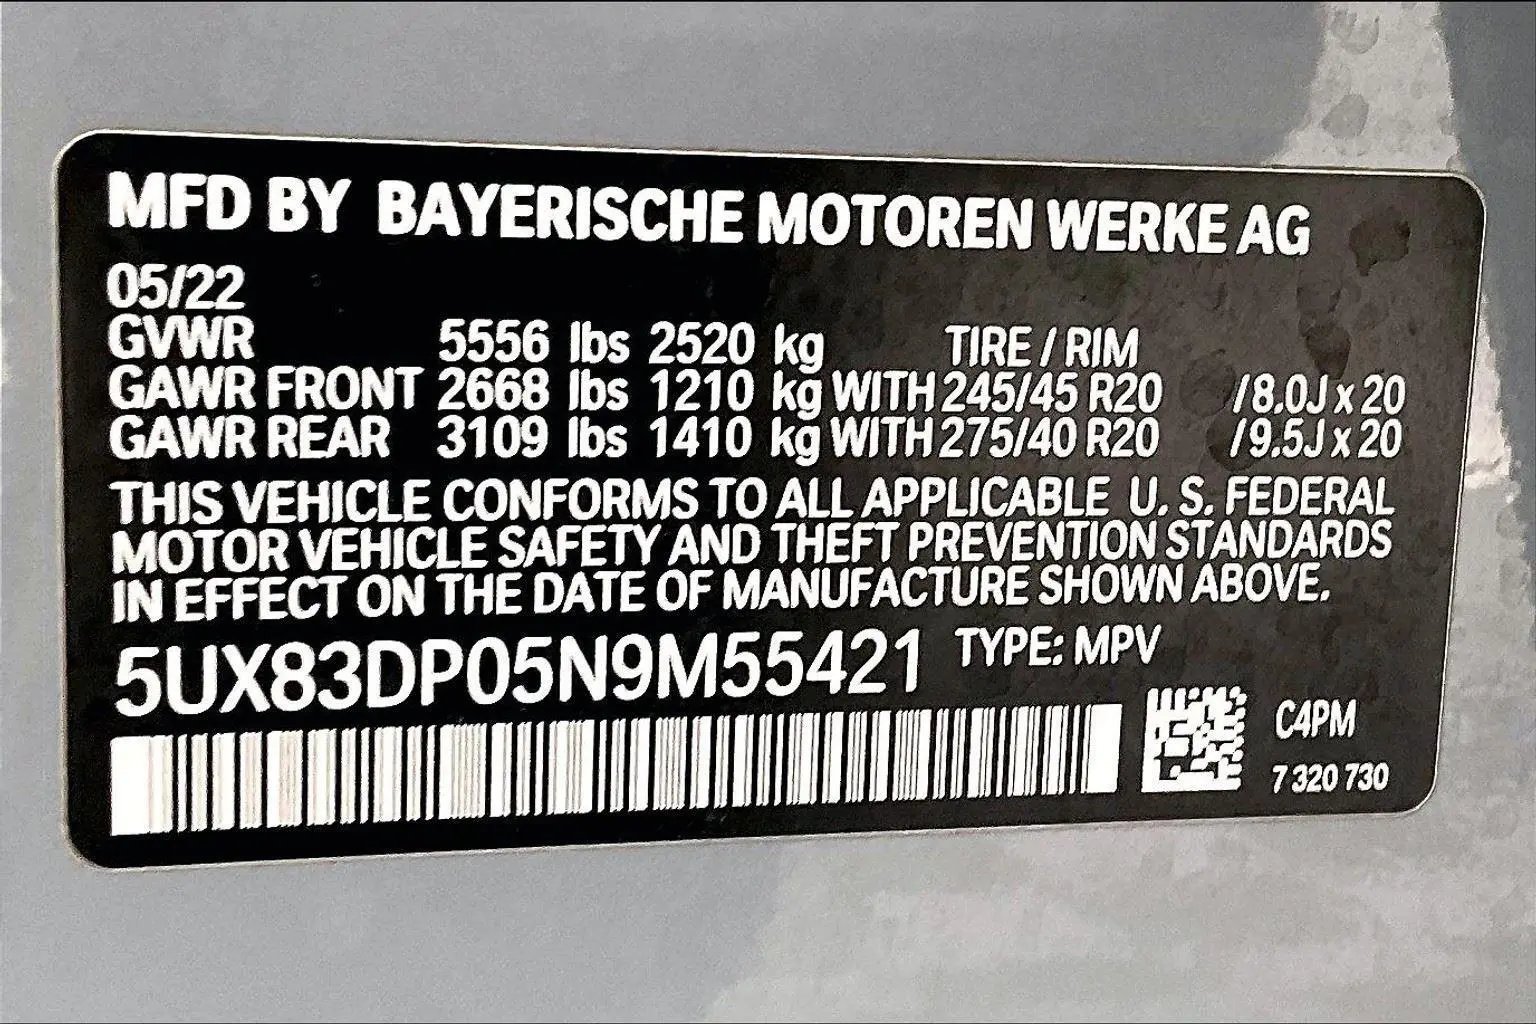 MFD BY BAYERISCHE MOTOREN WERKE AG
05/22
GVWR 5556 lbs 2520 kg TIRE / RIM
GAWR FRONT 2668 lbs 1210 kg WITH 245/45 R20 /8.0J x 20
GAWR REAR 3109 lbs 1410 kg WITH 275/40 R20 /9.5J x 20
THIS VEHICLE CONFORMS TO ALL APPLICABLE U. S. FEDERAL
MOTOR VEHICLE SAFETY AND THEFT PREVENTION STANDARDS
IN EFFECT ON THE DATE OF MANUFACTURE SHOWN ABOVE.
5UX83DP05N9M55421 TYPE: MPV
C4PM
7 320 730